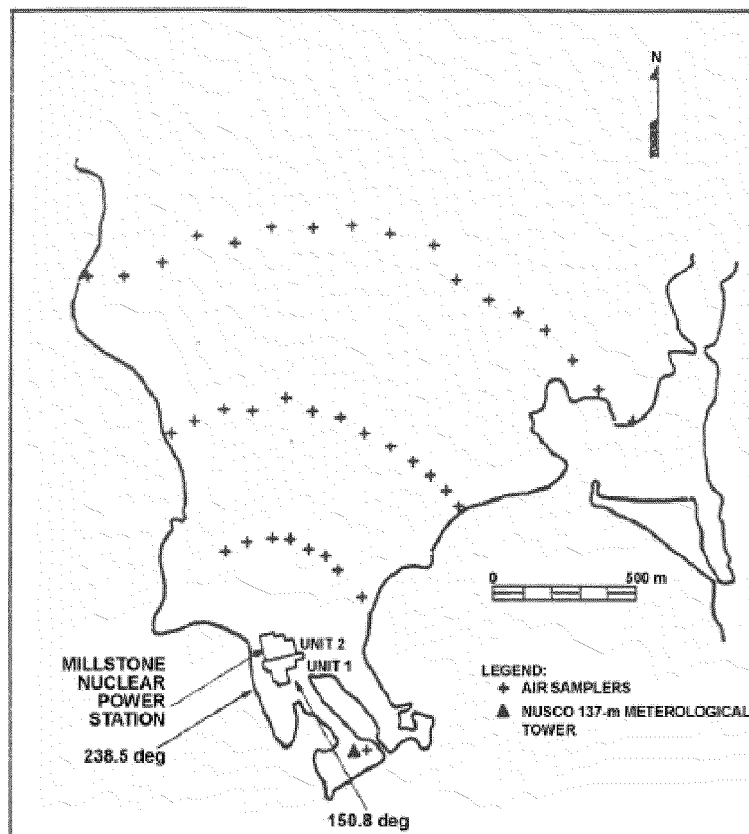 N
0 500 m
UNIT 2
UNIT 1
MILLSTONE
NUCLEAR
POWER
STATION
238.5 deg
150.8 deg
LEGEND:
AIR SAMPLERS
NUSCO 137-m METEROLOGICAL
TOWER